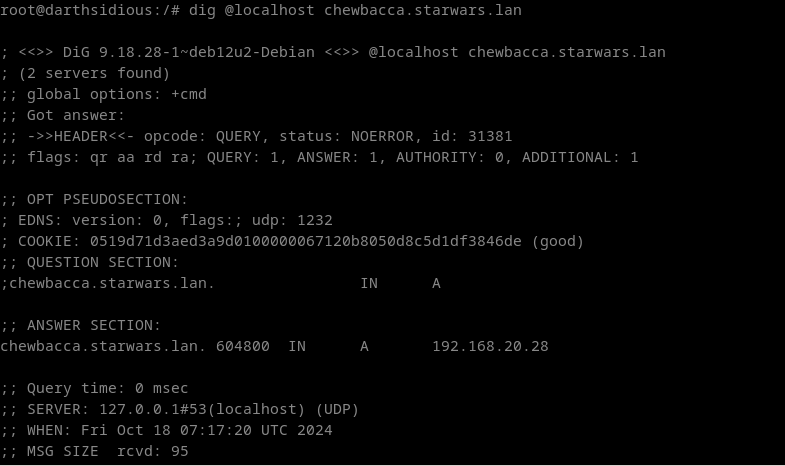 root@darthsidious:/# dig @localhost chewbacca.starwars.lan
; <<>> DiG 9.18.28-1~deb12u2-Debian <<>> @localhost chewbacca.starwars.lan
; (2 servers found)
;; global options: +cmd
;; Got answer:
;; ->>HEADER<<- opcode: QUERY, status: NOERROR, id: 31381
;; flags: qr aa rd ra; QUERY: 1, ANSWER: 1, AUTHORITY: 0, ADDITIONAL: 1
;; OPT PSEUDOSECTION:
; EDNS: version: 0, flags:; udp: 1232
; COOKIE: 0519d71d3aed3a9d0100000067120b8050d8c5d1df3846de (good)
;; QUESTION SECTION:
;chewbacca.starwars.lan. IN A
;; ANSWER SECTION:
chewbacca.starwars.lan. 604800 IN A 192.168.20.28
;; Query time: 0 msec
;; SERVER: 127.0.0.1#53(localhost) (UDP)
;; WHEN: Fri Oct 18 07:17:20 UTC 2024
;; MSG SIZE rcvd: 95